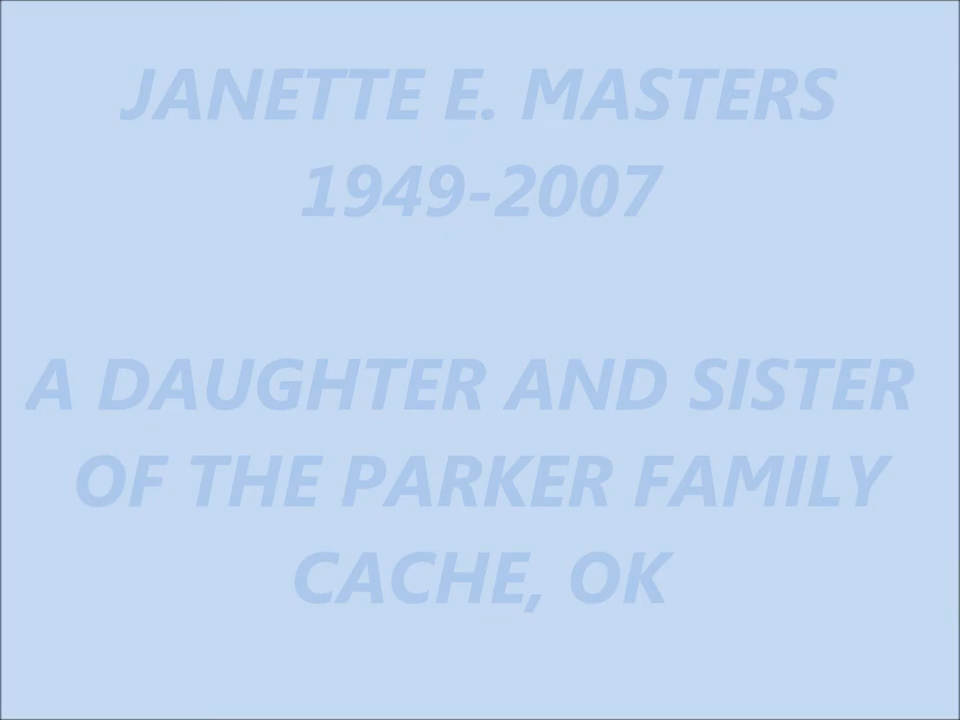 JANETTE E. MASTERS
1949-2007
A DAUGHTER AND SISTER
OF THE PARKER FAMILY
CACHE, OK